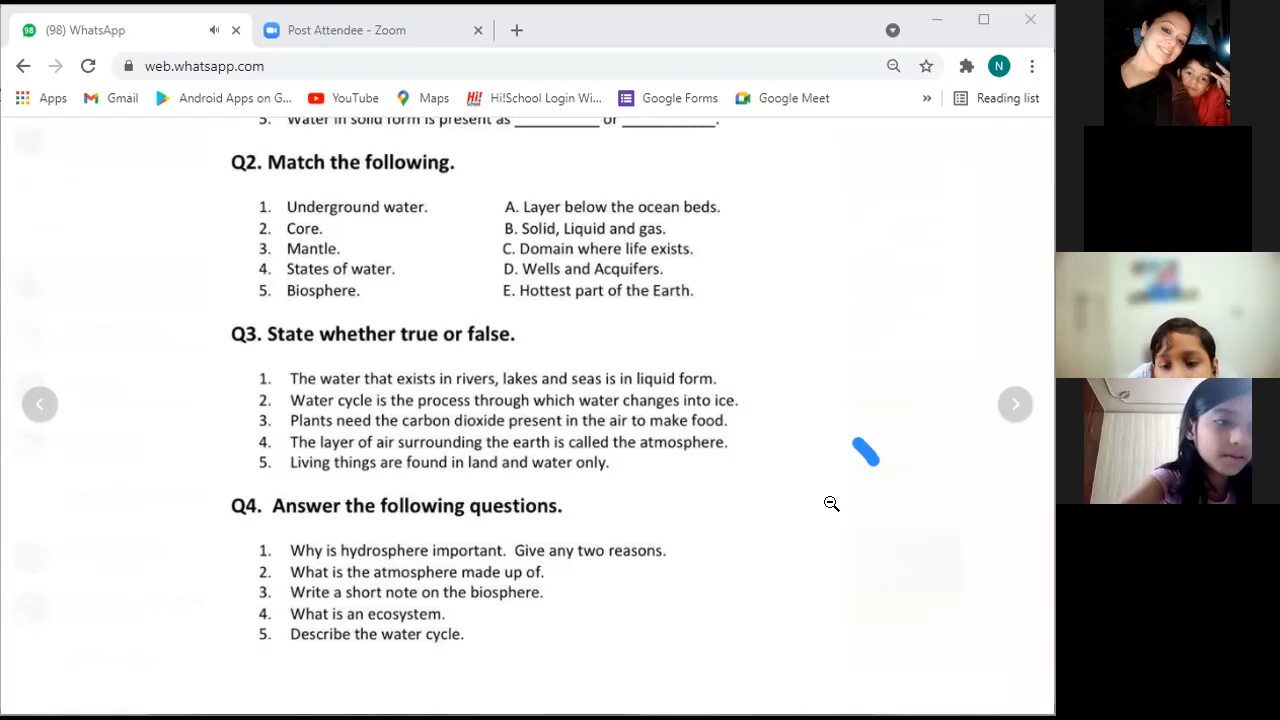 98 (98) WhatsApp
Post Attendee - Zoom
web.whatsapp.com
N
Apps
Gmail
Android Apps on G...
YouTube
Maps
Hi! Hi!School Login Wi...
Google Forms
Google Meet
»
Reading list
5. Water in solid form is present as __________ or ___________.
Q2. Match the following.
1. Underground water. A. Layer below the ocean beds.
2. Core. B. Solid, Liquid and gas.
3. Mantle. C. Domain where life exists.
4. States of water. D. Wells and Acquifers.
5. Biosphere. E. Hottest part of the Earth.
Q3. State whether true or false.
1. The water that exists in rivers, lakes and seas is in liquid form.
2. Water cycle is the process through which water changes into ice.
3. Plants need the carbon dioxide present in the air to make food.
4. The layer of air surrounding the earth is called the atmosphere.
5. Living things are found in land and water only.
Q4. Answer the following questions.
1. Why is hydrosphere important. Give any two reasons.
2. What is the atmosphere made up of.
3. Write a short note on the biosphere.
4. What is an ecosystem.
5. Describe the water cycle.